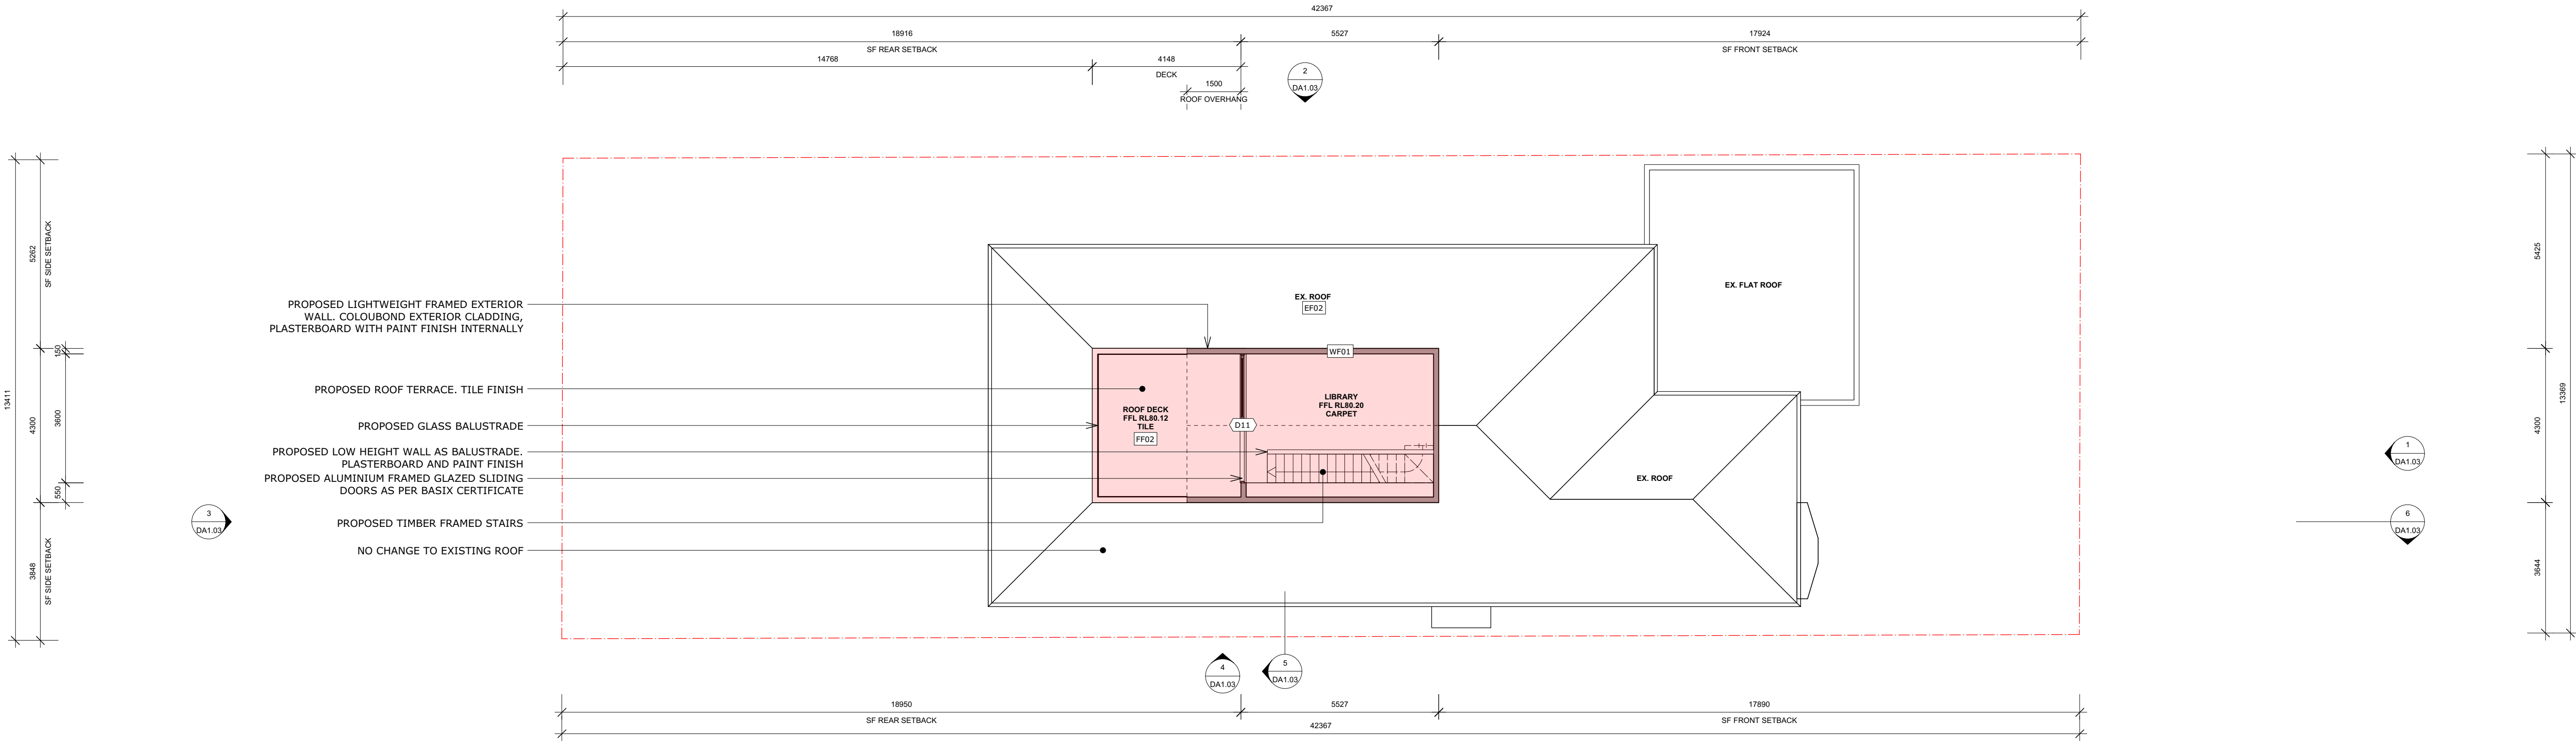 42367
18916
5527
17924
SF REAR SETBACK
SF FRONT SETBACK
14768
4148
DECK
1500
ROOF OVERHANG
2
DA1.03
13411
5262
SF SIDE SETBACK
150
4300
3600
550
3848
SF SIDE SETBACK
PROPOSED LIGHTWEIGHT FRAMED EXTERIOR
WALL. COLOUBOND EXTERIOR CLADDING,
PLASTERBOARD WITH PAINT FINISH INTERNALLY
PROPOSED ROOF TERRACE. TILE FINISH
PROPOSED GLASS BALUSTRADE
PROPOSED LOW HEIGHT WALL AS BALUSTRADE.
PLASTERBOARD AND PAINT FINISH
PROPOSED ALUMINIUM FRAMED GLAZED SLIDING
DOORS AS PER BASIX CERTIFICATE
PROPOSED TIMBER FRAMED STAIRS
NO CHANGE TO EXISTING ROOF
3
DA1.03
EX. ROOF
EF02
WF01
EX. FLAT ROOF
ROOF DECK
FFL RL80.12
TILE
FF02
D11
LIBRARY
FFL RL80.20
CARPET
EX. ROOF
1
DA1.03
6
DA1.03
5425
4300
3644
13369
4
DA1.03
5
DA1.03
18950
5527
17890
SF REAR SETBACK
SF FRONT SETBACK
42367